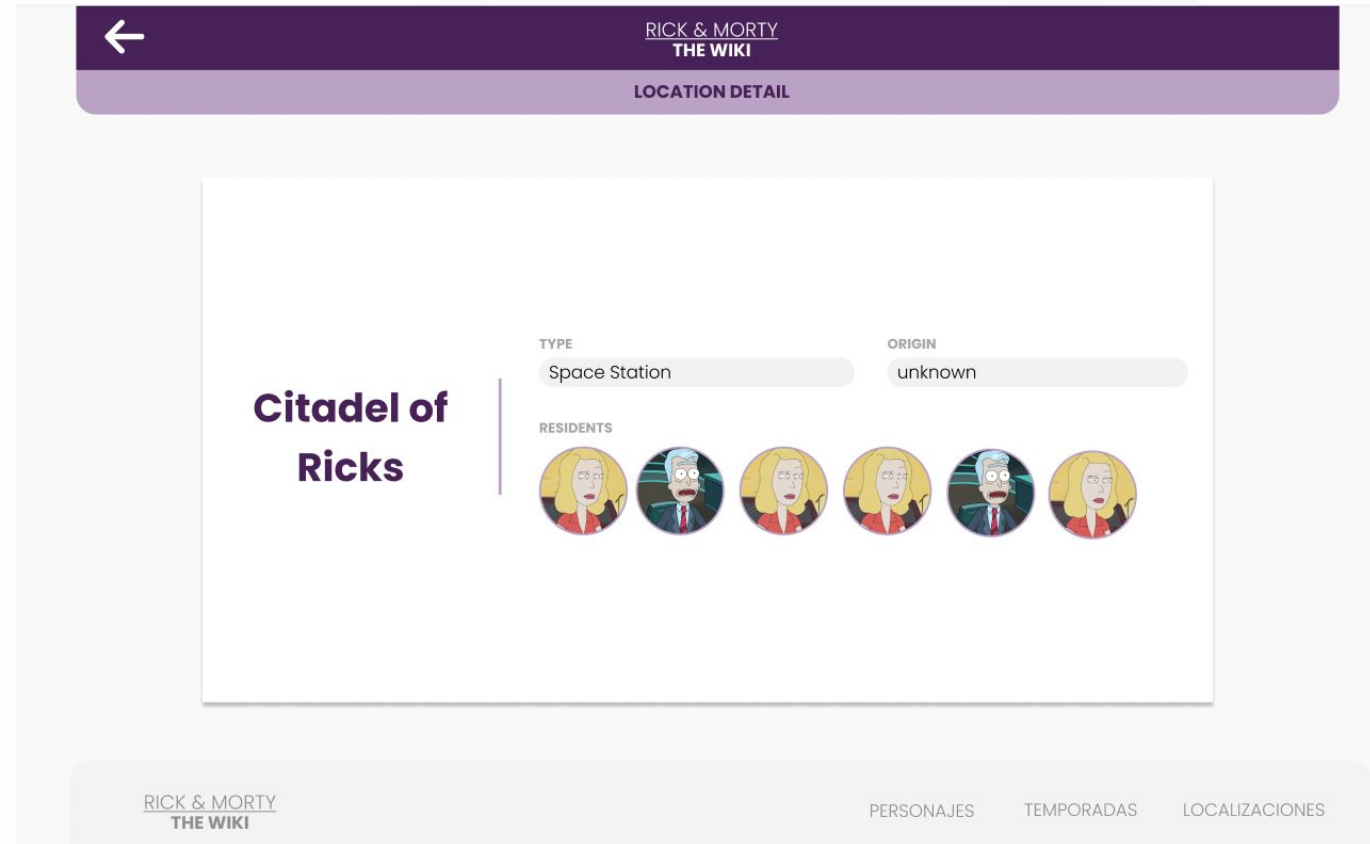 RICK & MORTY
THE WIKI
LOCATION DETAIL
TYPE
Space Station
ORIGIN
unknown
Citadel of
Ricks
RESIDENTS
RICK & MORTY
THE WIKI
PERSONAJES
TEMPORADAS
LOCALIZACIONES